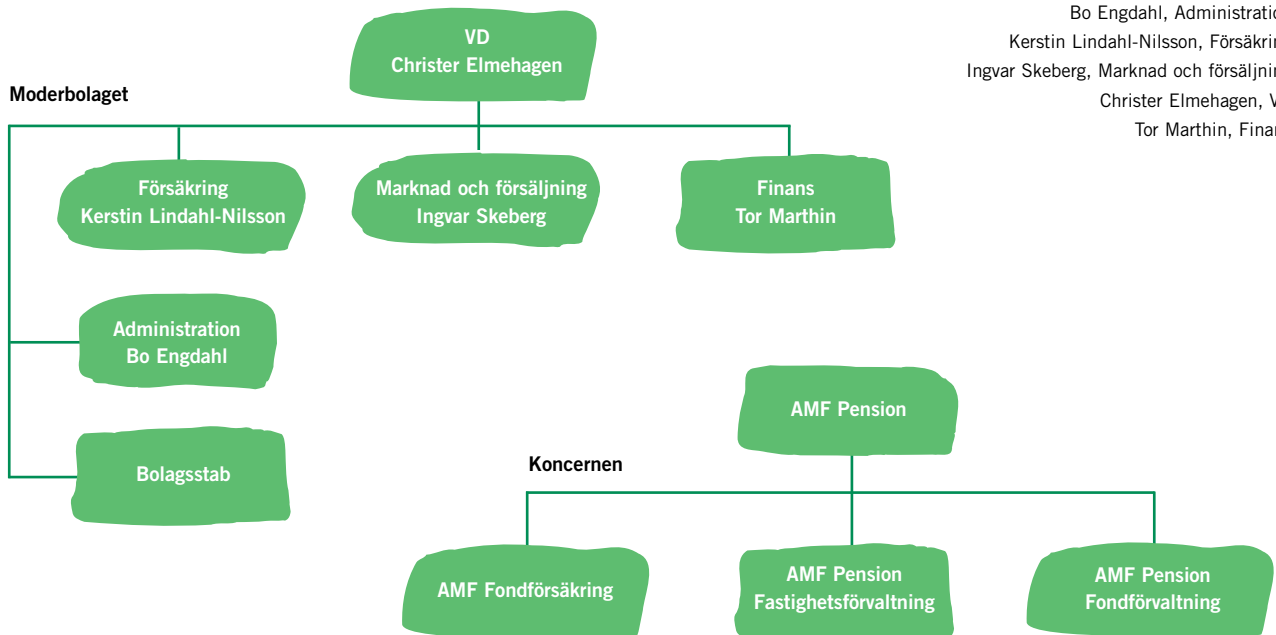 VD
Christer Elmehagen
Moderbolaget
Försäkring
Kerstin Lindahl-Nilsson
Marknad och försäljning
Ingvar Skeberg
Finans
Tor Marthin
Administration
Bo Engdahl
Bolagsstab
Bo Engdahl, Administratio
Kerstin Lindahl-Nilsson, Försäkrin
Ingvar Skeberg, Marknad och försäljnin
Christer Elmehagen, V
Tor Marthin, Finan
AMF Pension
Koncernen
AMF Fondförsäkring
AMF Pension
Fastighetsförvaltning
AMF Pension
Fondförvaltning